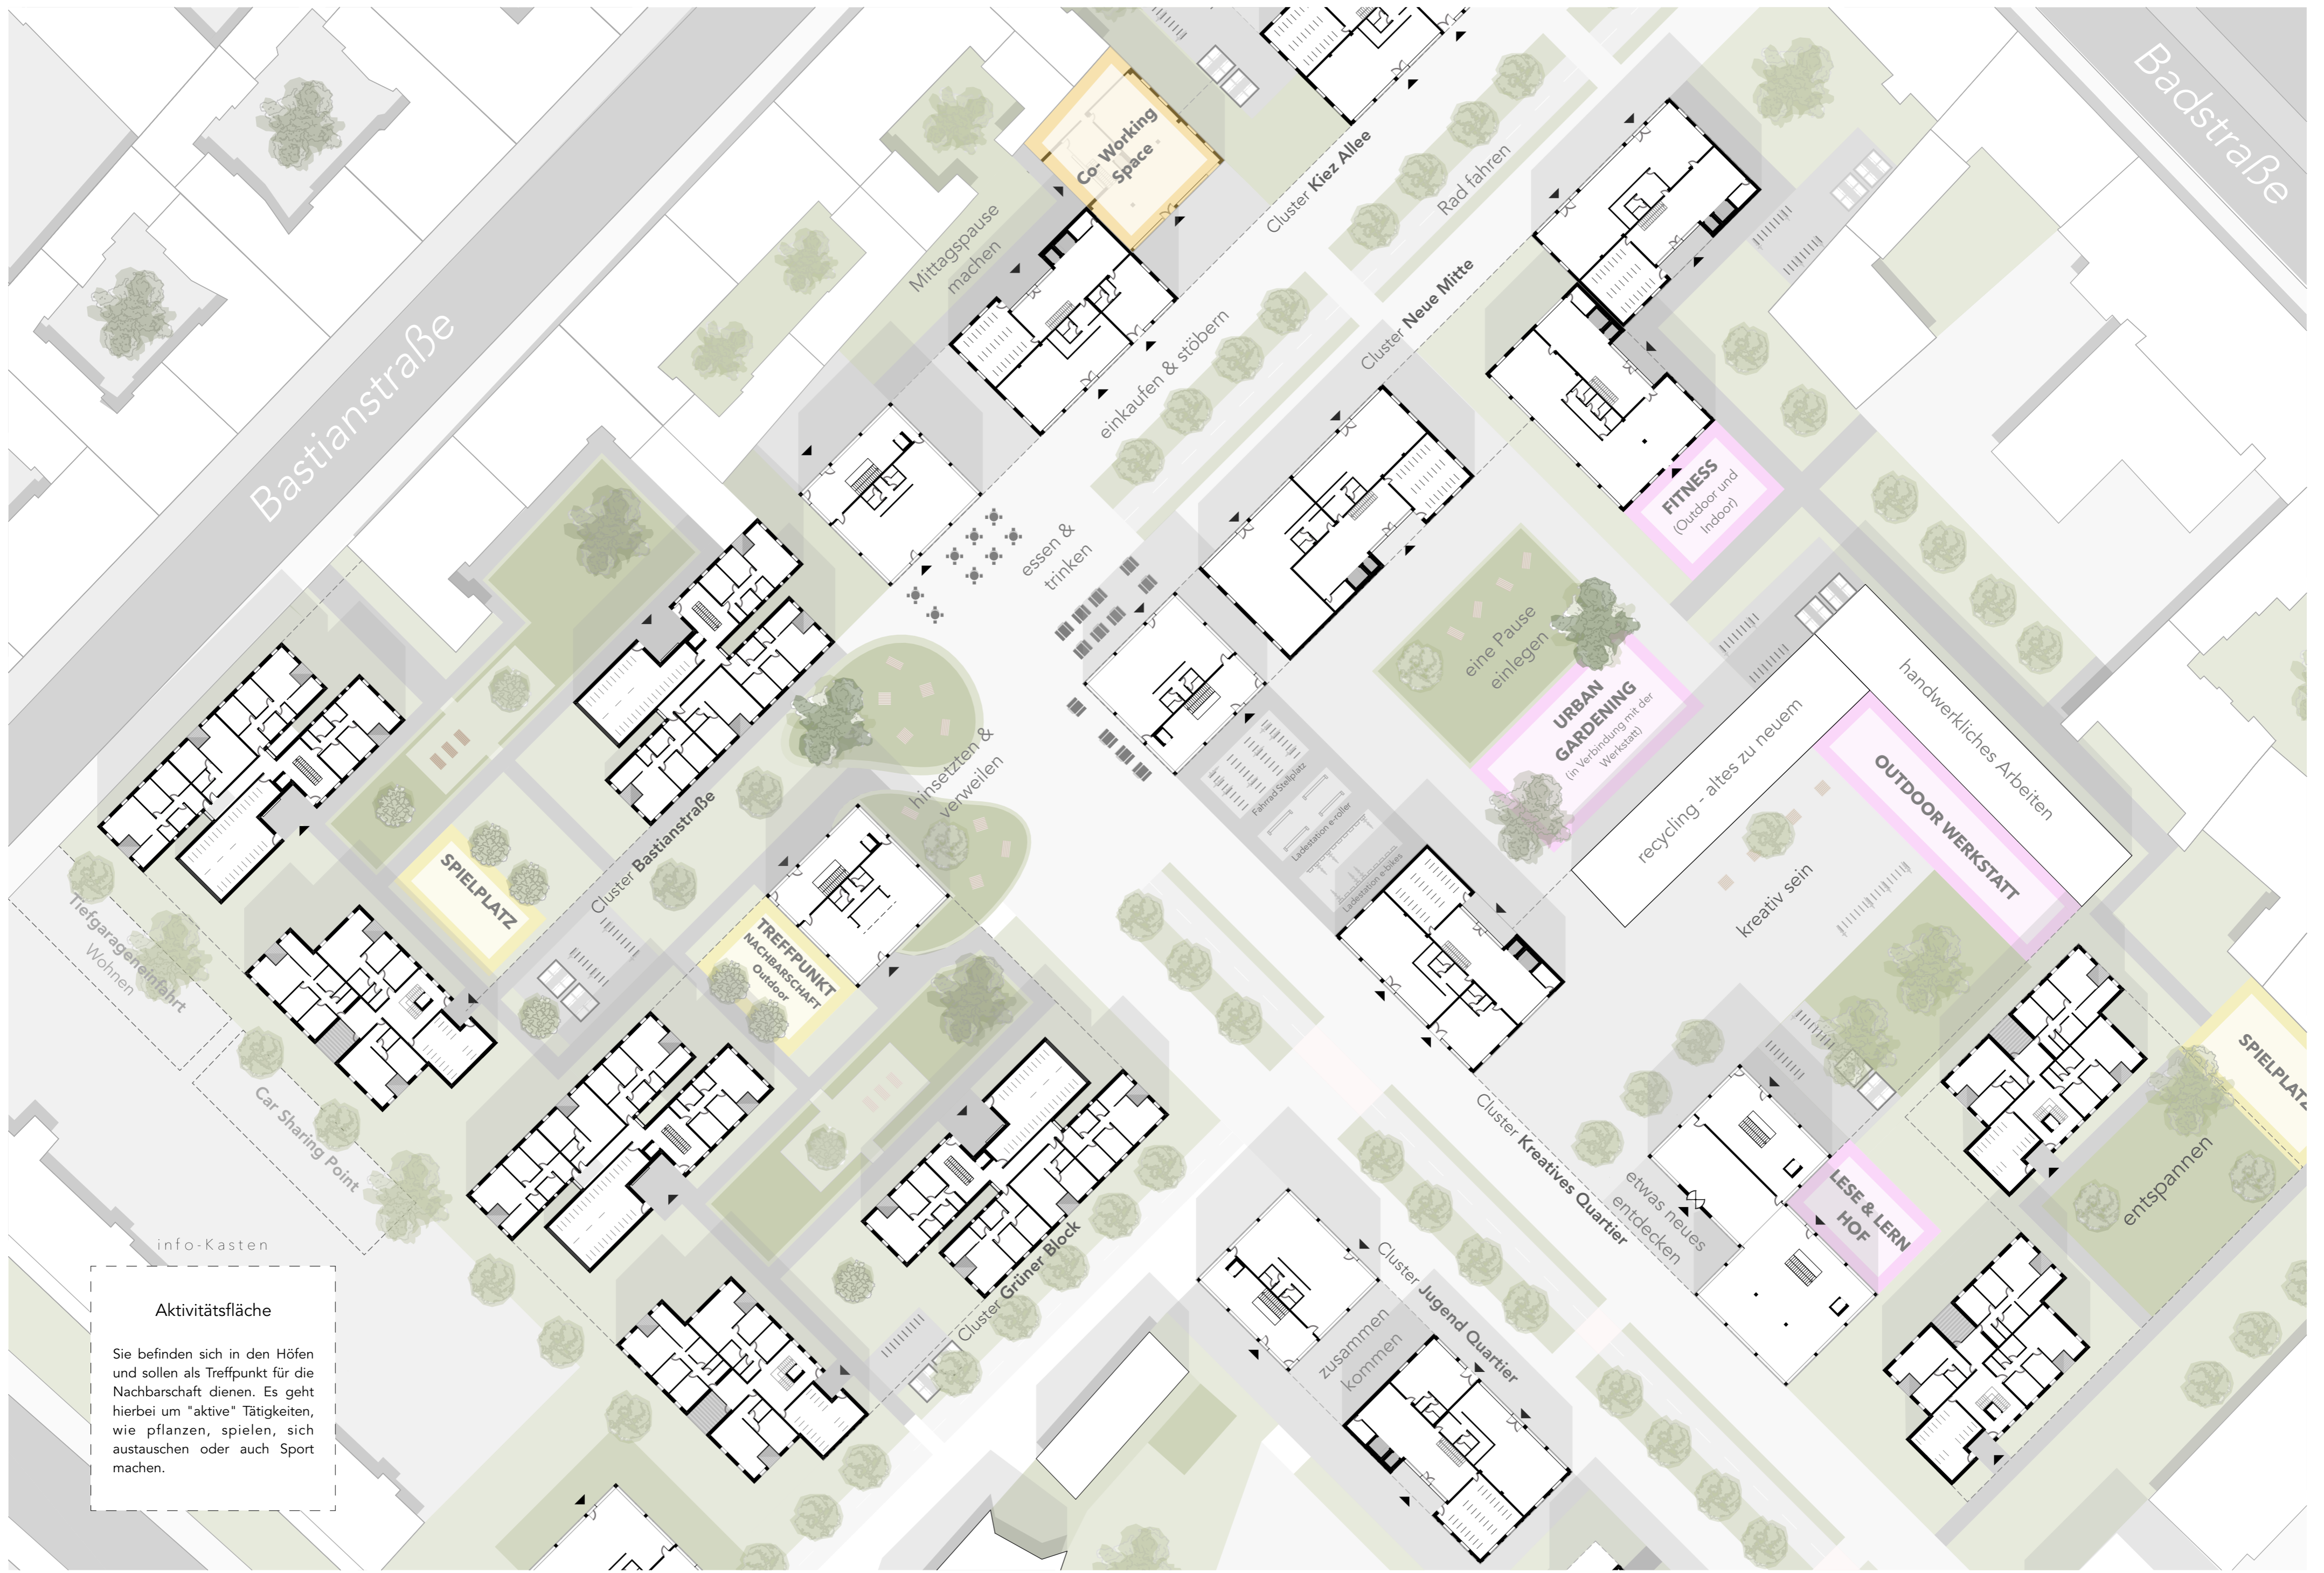 Badstraße
Bastianstraße
Co- Working
Space
Cluster Kiez Allee
Rad fahren
Mittagspause
machen
Cluster Neue Mitte
einkaufen & stöbern
FITNESS
(Outdoor und
Indoor)
essen &
trinken
eine Pause
einlegen
URBAN
GARDENING
(in Verbindung mit der
Werkstatt)
handwerkliches Arbeiten
recycling - altes zu neuem
OUTDOOR WERKSTATT
kreativ sein
hinsetzten &
verweilen
Fahrrad Stellplatz
Ladestation e-roller
Ladestation e-bikes
Cluster Bastianstraße
SPIELPLATZ
TREFFPUNKT
NACHBARSCHAFT
Outdoor
Tiefgarageneinfahrt
Wohnen
Car Sharing Point
SPIELPLATZ
entspannen
Cluster Kreatives Quartier
etwas neues
entdecken
LESE & LERN
HOF
Cluster Grüner Block
Cluster Jugend Quartier
zusammen
kommen
info-Kasten
Aktivitätsfläche
Sie befinden sich in den Höfen
und sollen als Treffpunkt für die
Nachbarschaft dienen. Es geht
hierbei um "aktive" Tätigkeiten,
wie pflanzen, spielen, sich
austauschen oder auch Sport
machen.